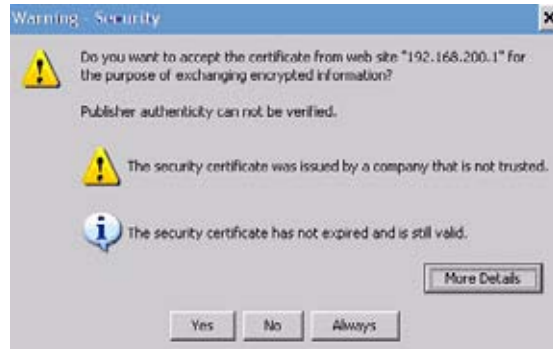 Warning - Security
Do you want to accept the certificate from web site "192.168.200.1" for
the purpose of exchanging encrypted information?
Publisher authenticity can not be verified.
The security certificate was issued by a company that is not trusted.
The security certificate has not expired and is still valid.
More Details
Yes No Always